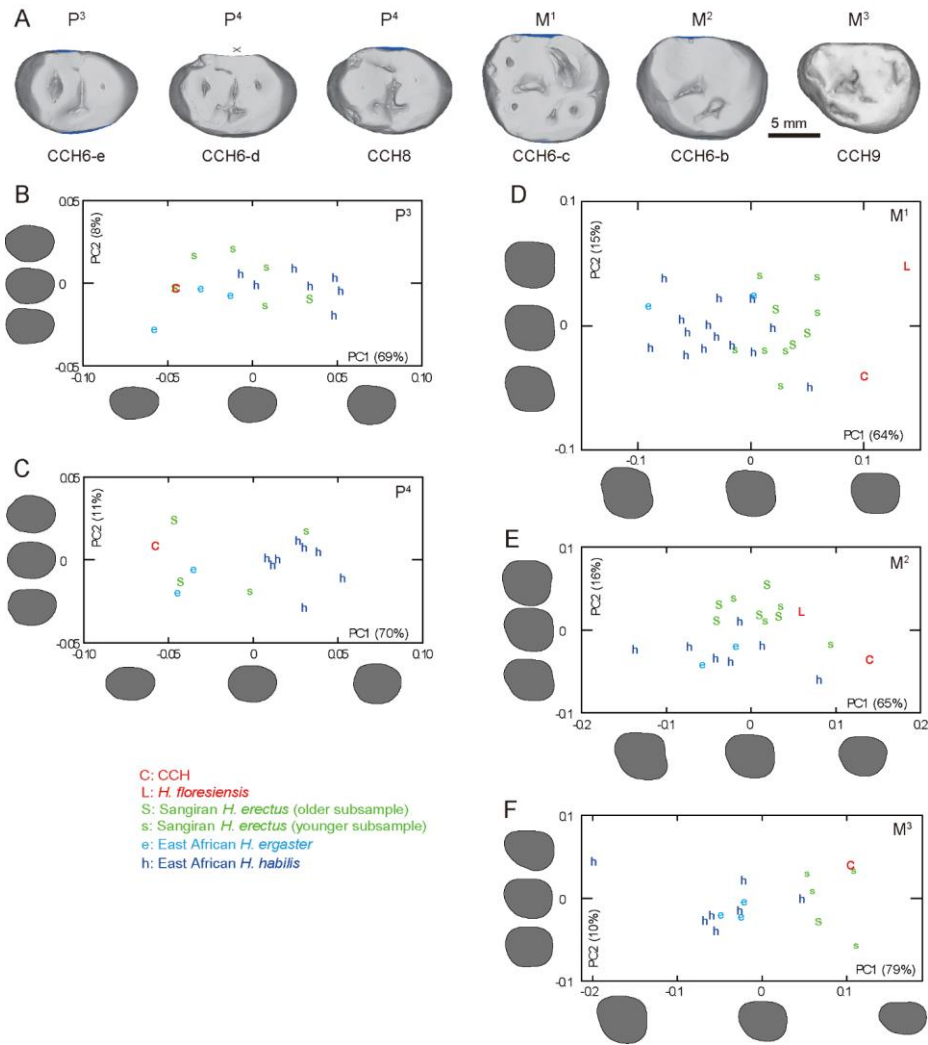 A
P³ P⁴ P⁴ M¹ M² M³
×
5 mm
CCH6-e CCH6-d CCH8 CCH6-c CCH6-b CCH9
B
0.05
P³
PC2 (8%)
S
s
h
h
s
h
h
0
C
e
e
h
h
h
S
s
h
e
PC1 (69%)
-0.05
-0.10 -0.05 0 0.05 0.10
C
0.05
P⁴
PC2 (11%)
S
s
C
h
h
h
h
h
h
0
e
S
h
e
s
h
PC1 (70%)
-0.05
-0.10 -0.05 0 0.05 0.10
C: CCH
L: H. floresiensis
S: Sangiran H. erectus (older subsample)
s: Sangiran H. erectus (younger subsample)
e: East African H. ergaster
h: East African H. habilis
D
0.1
M¹
PC2 (15%)
L
C
0
PC1 (64%)
-0.1
-0.1 0 0.1
E
0.1
M²
PC2 (16%)
L
0
C
PC1 (65%)
-0.1
-0.2 -0.1 0 0.1 0.2
F
0.1
M³
C
0
PC2 (10%)
PC1 (79%)
-0.1
-0.2 -0.1 0 0.1